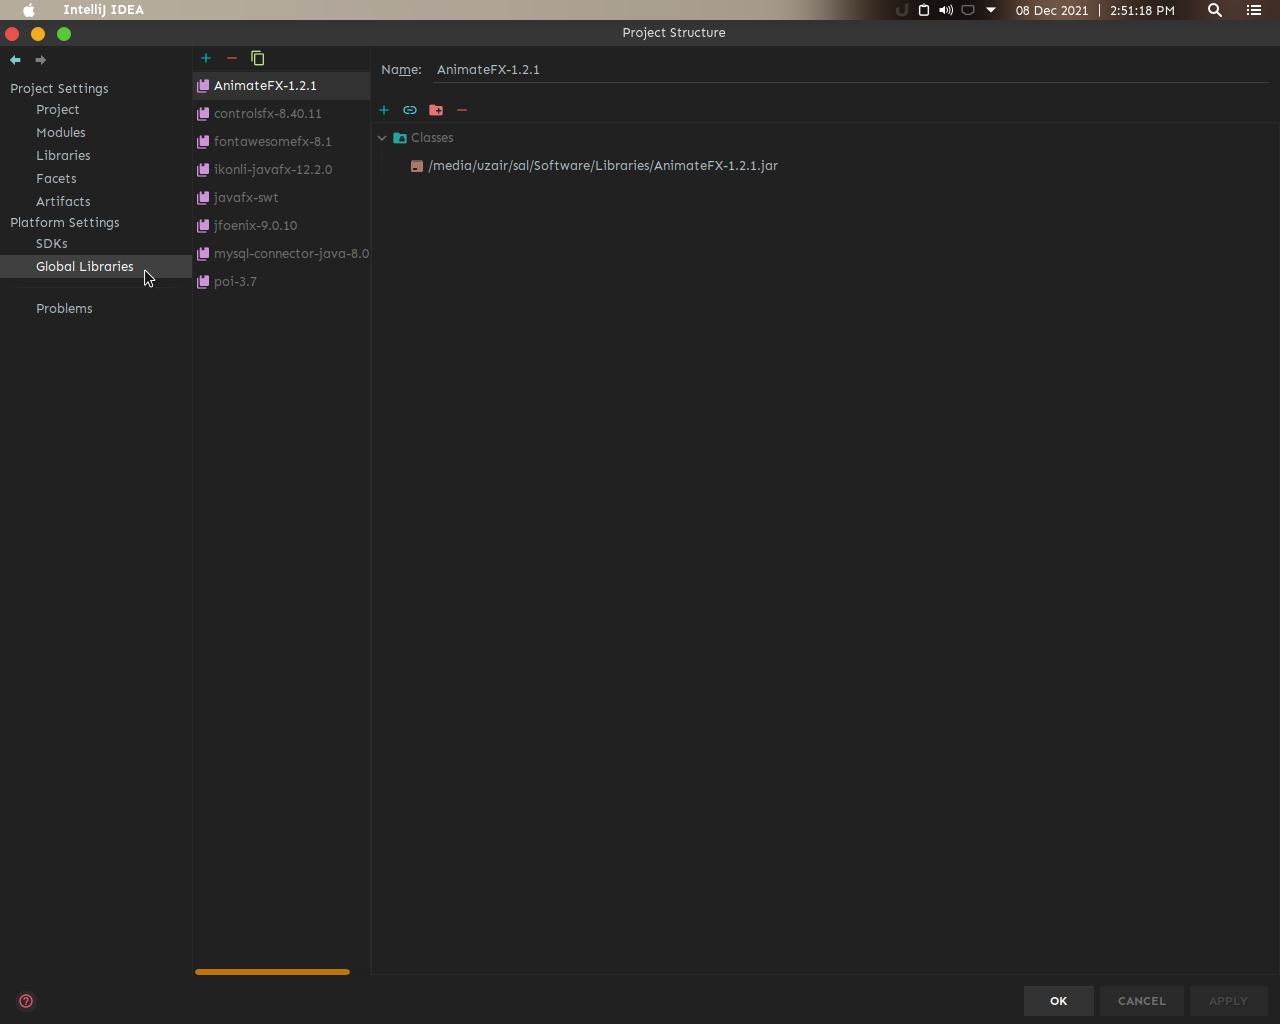 IntelliJ IDEA
08 Dec 2021 | 2:51:18 PM
Project Structure
Project Settings
Project
Modules
Libraries
Facets
Artifacts
Platform Settings
SDKs
Global Libraries
Problems
AnimateFX-1.2.1
controlsfx-8.40.11
fontawesomefx-8.1
ikonli-javafx-12.2.0
javafx-swt
jfoenix-9.0.10
mysql-connector-java-8.0
poi-3.7
Name: AnimateFX-1.2.1
Classes
/media/uzair/sal/Software/Libraries/AnimateFX-1.2.1.jar
?
OK
CANCEL
APPLY